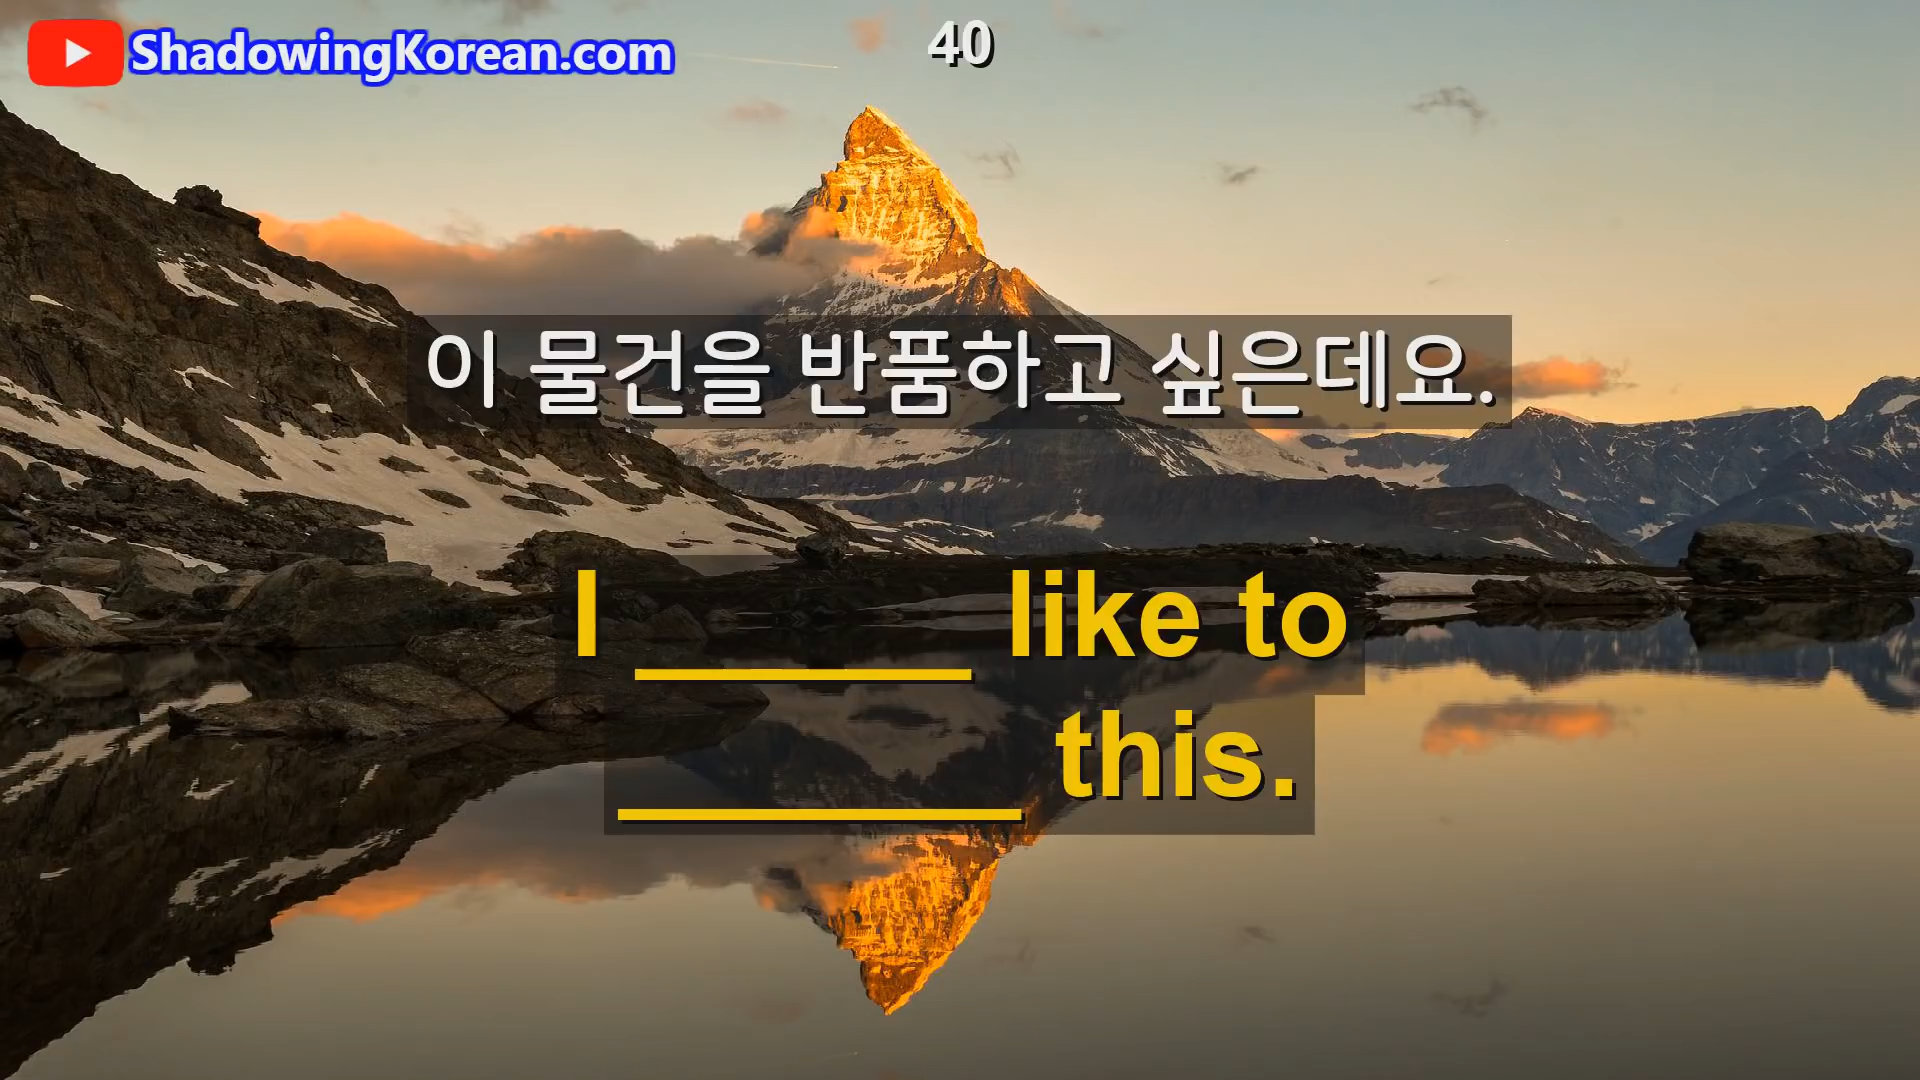 ShadowingKorean.com
40
이 물건을 반품하고 싶은데요.
I _____ like to
______ this.